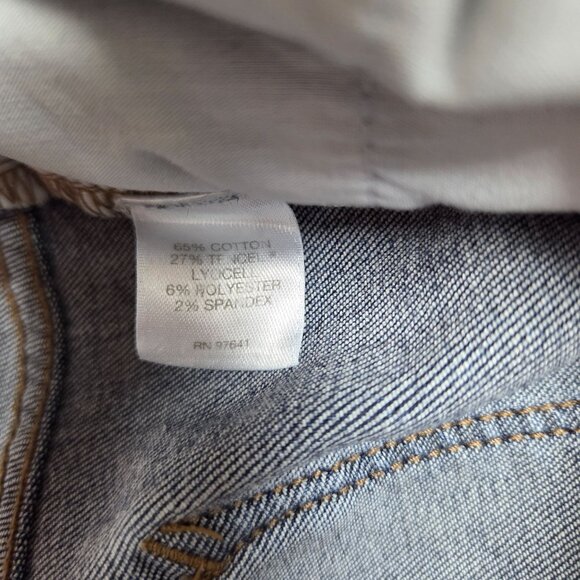 65% COTTON
27% TENCEL®
LYOCELL
6% POLYESTER
2% SPANDEX
RN 97641